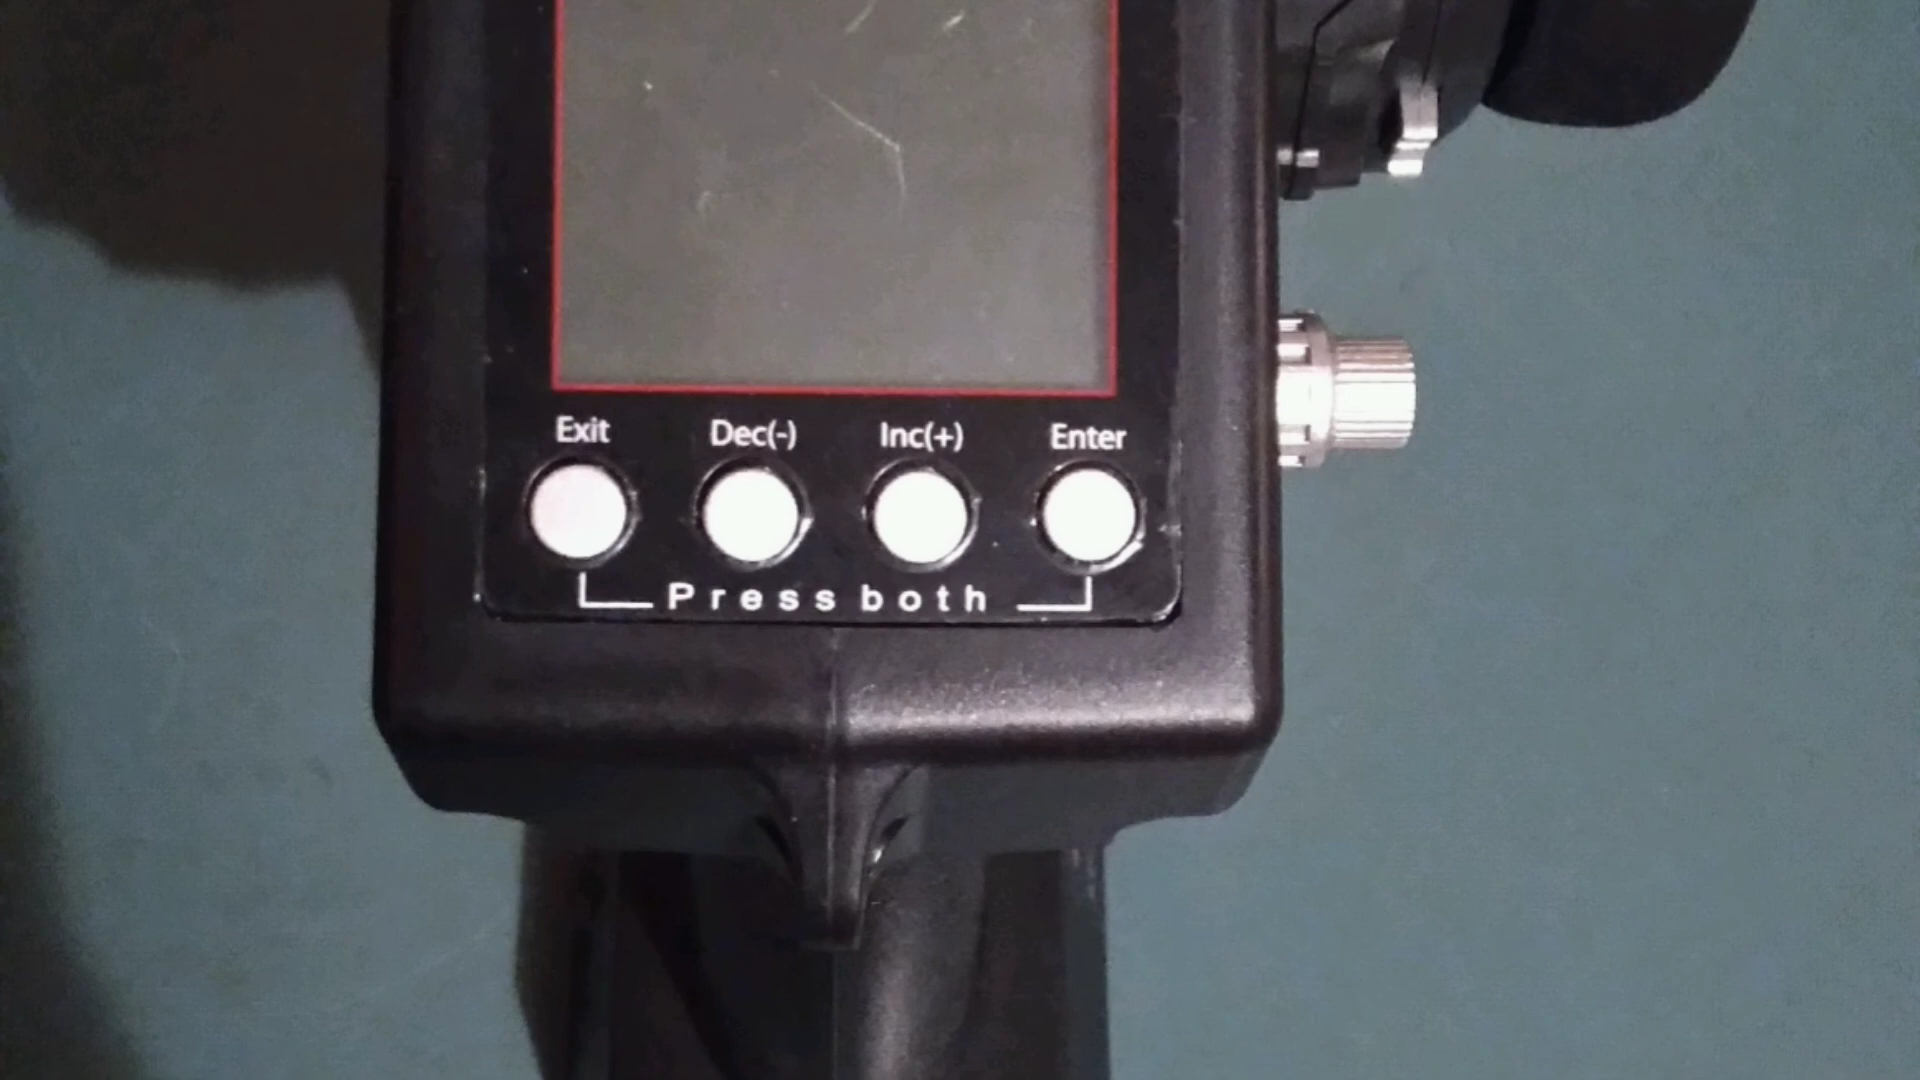 Exit Dec(-) Inc(+) Enter
Press both